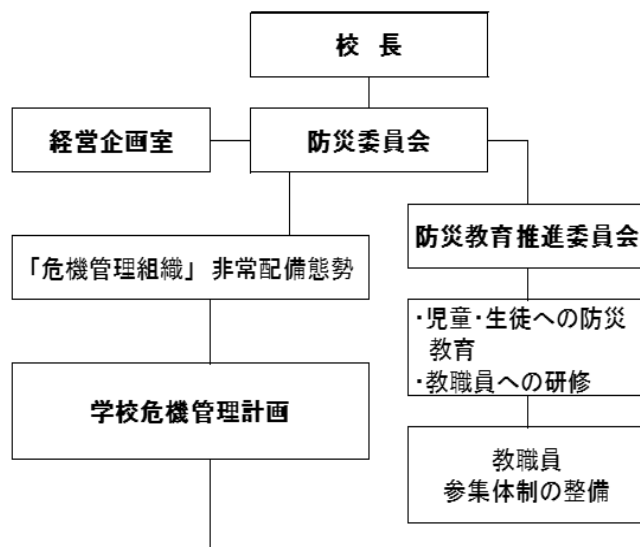 校 長
経営企画室
防災委員会
防災教育推進委員会
「危機管理組織」 非常配備態勢
・児童・生徒への防災
教育
・教職員への研修
学校危機管理計画
教職員
参集体制の整備